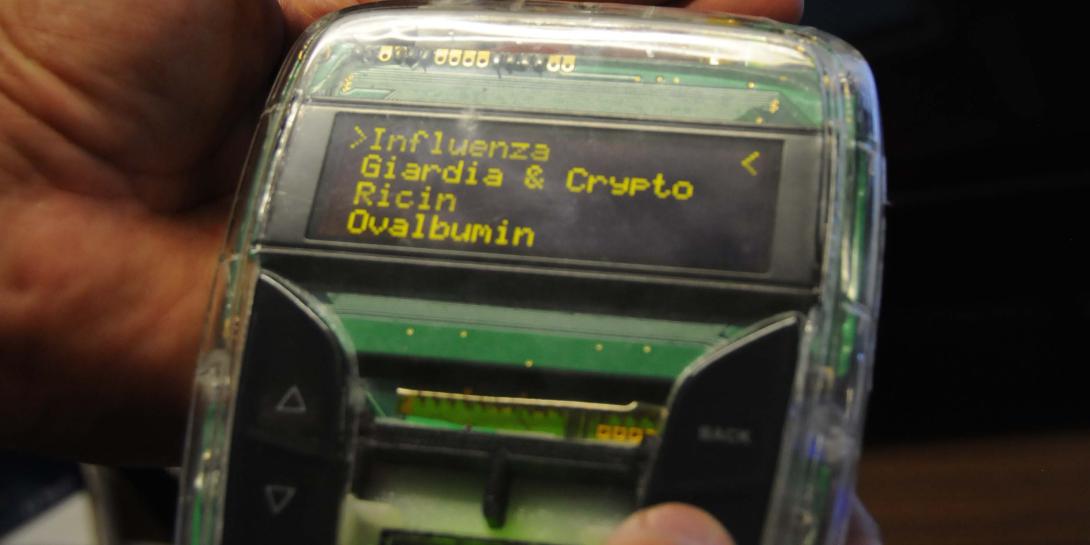 >Influenza <
Giardia & Crypto
Ricin
Ovalbumin
BACK